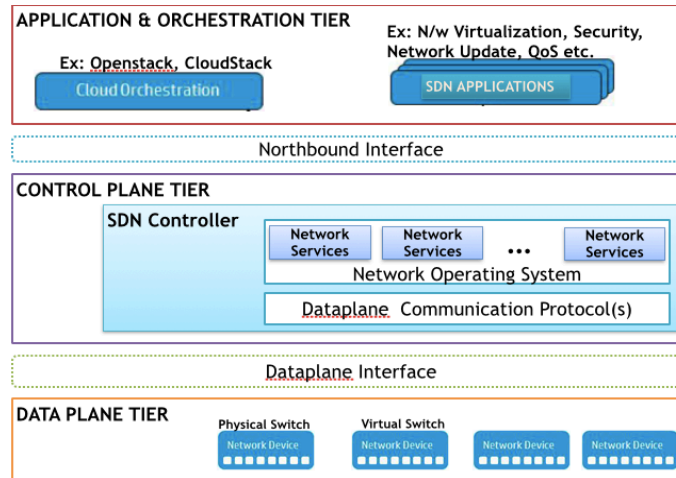 APPLICATION & ORCHESTRATION TIER
Ex: N/w Virtualization, Security,
Network Update, QoS etc.
Ex: Openstack, CloudStack
Cloud Orchestration
SDN APPLICATIONS
Northbound Interface
CONTROL PLANE TIER
SDN Controller
Network
Services
Network
Services
...
Network
Services
Network Operating System
Dataplane Communication Protocol(s)
Dataplane Interface
DATA PLANE TIER
Physical Switch
Virtual Switch
Network Device
Network Device
Network Device
Network Device